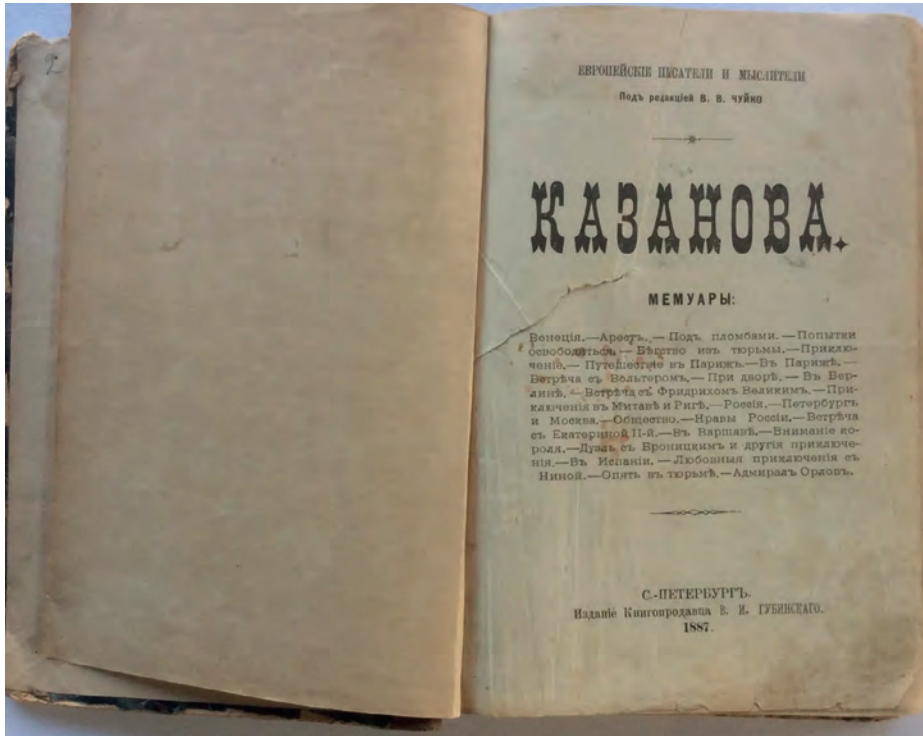 2
ЕВРОПЕЙСКІЕ ПИСАТЕЛИ И МЫСЛИТЕЛИ
Подъ редакціей В. В. ЧУЙКО
КАЗАНОВА.
МЕМУАРЫ:
Венеція.—Арестъ.—Подъ пломбами.—Попытки
освободиться.—Бѣгство изъ тюрьмы.—Приклю-
ченіе.—Путешествіе въ Парижъ.—Въ Парижѣ.—
Встрѣча съ Вольтеромъ.—При дворѣ.—Въ Бер-
линѣ.—Встрѣча съ Фридрихомъ Великимъ.—При-
ключенія въ Митавѣ и Ригѣ.—Россія.—Петербургъ
и Москва.—Общество.—Нравы Россіи.—Встрѣча
съ Екатериной II-й.—Въ Варшавѣ.—Вниманіе ко-
роля.—Дуэль съ Броницкимъ и другія приключе-
нія.—Въ Испаніи.—Любовныя приключенія съ
Ниной.—Опять въ тюрьмѣ.—Адмиралъ Орловъ.
С.-ПЕТЕРБУРГЪ.
Изданіе Книгопродавца В. И. ГУБИНСКАГО.
1887.